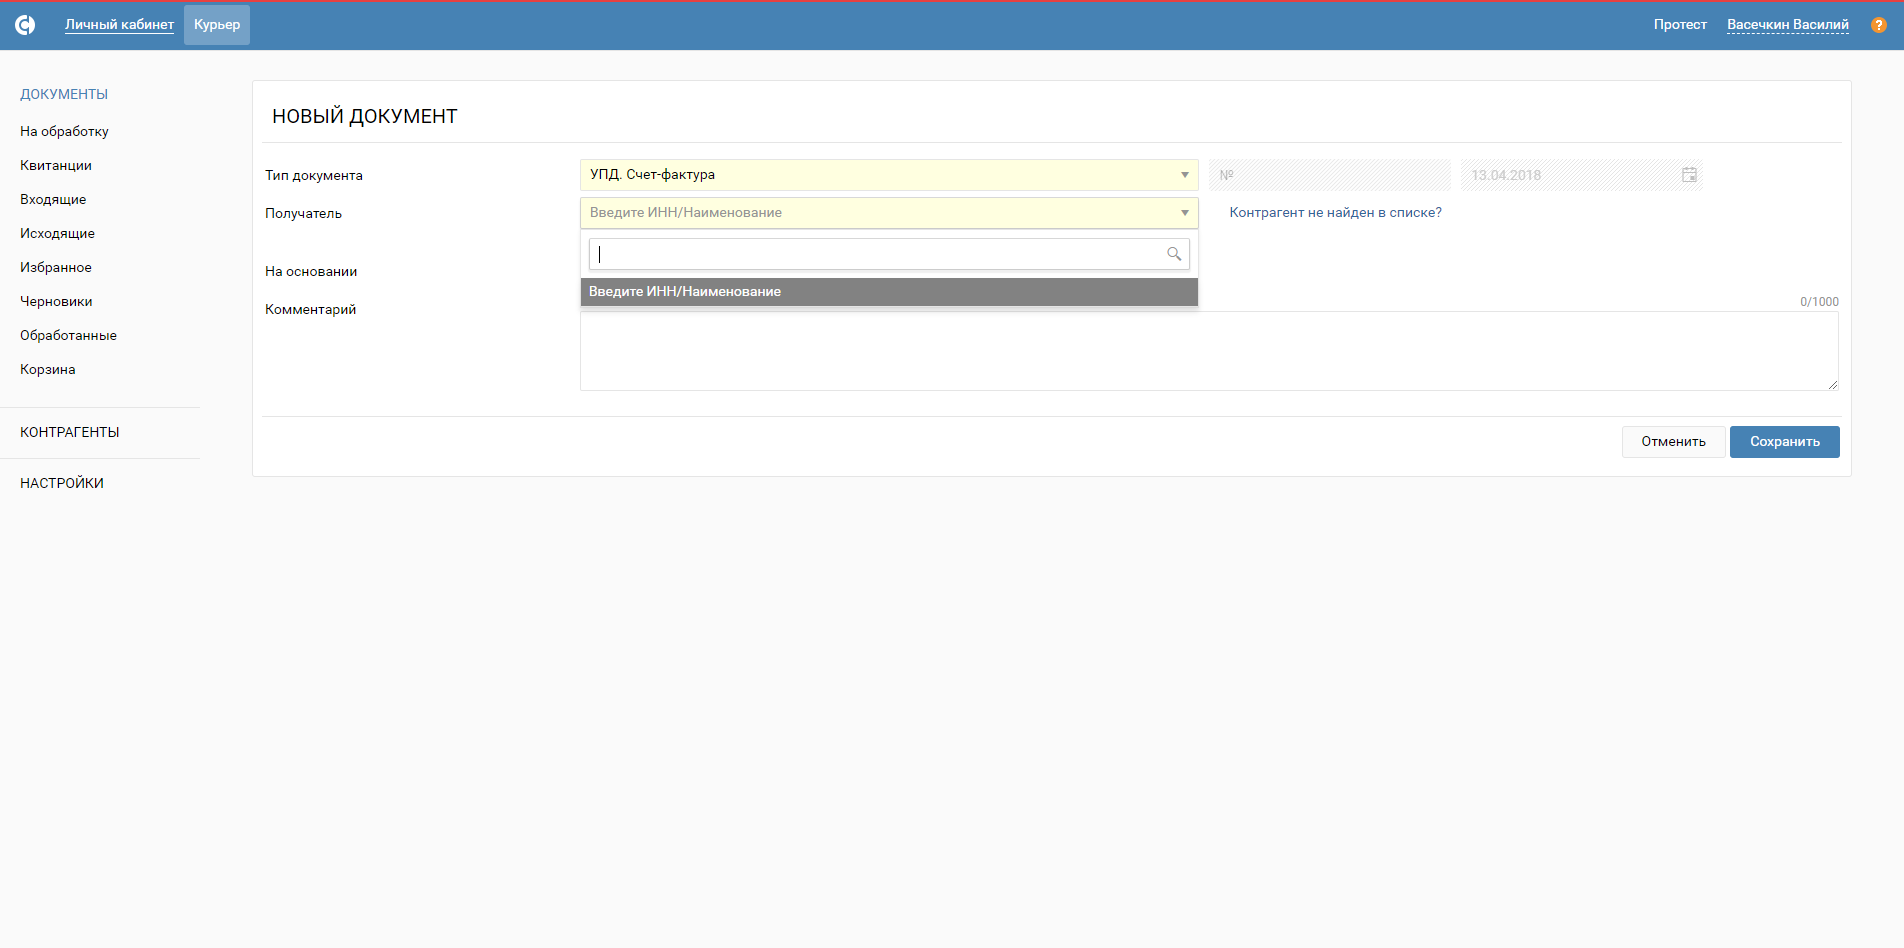 Личный кабинет Курьер Протест Васечкин Василий ?
ДОКУМЕНТЫ
На обработку
Квитанции
Входящие
Исходящие
Избранное
Черновики
Обработанные
Корзина
КОНТРАГЕНТЫ
НАСТРОЙКИ
НОВЫЙ ДОКУМЕНТ
Тип документа УПД. Счет-фактура № 13.04.2018
Получатель Введите ИНН/Наименование Контрагент не найден в списке?
Введите ИНН/Наименование
На основании
Комментарий 0/1000
Отменить Сохранить